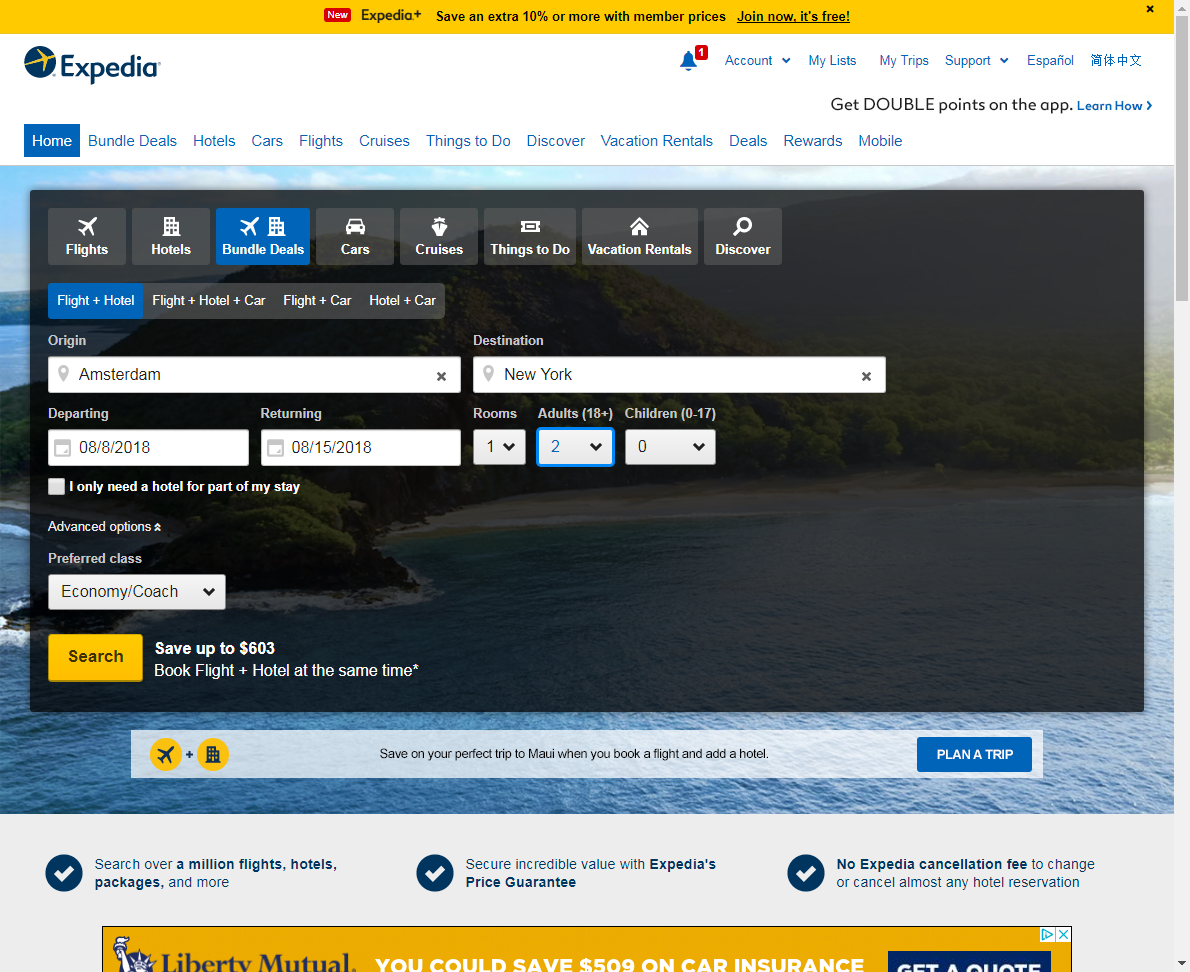 New Expedia+ Save an extra 10% or more with member prices Join now, it's free!
Expedia
1
Account My Lists My Trips Support Español 简体中文
Get DOUBLE points on the app. Learn How
Home Bundle Deals Hotels Cars Flights Cruises Things to Do Discover Vacation Rentals Deals Rewards Mobile
Flights Hotels Bundle Deals Cars Cruises Things to Do Vacation Rentals Discover
Flight + Hotel Flight + Hotel + Car Flight + Car Hotel + Car
Origin Destination
Amsterdam New York
Departing Returning Rooms Adults (18+) Children (0-17)
08/8/2018 08/15/2018 1 2 0
I only need a hotel for part of my stay
Advanced options
Preferred class
Economy/Coach
Search
Save up to $603
Book Flight + Hotel at the same time*
+ Save on your perfect trip to Maui when you book a flight and add a hotel. PLAN A TRIP
Search over a million flights, hotels,
packages, and more
Secure incredible value with Expedia's
Price Guarantee
No Expedia cancellation fee to change
or cancel almost any hotel reservation
Liberty Mutual. YOU COULD SAVE $509 ON CAR INSURANCE GET A QUOTE